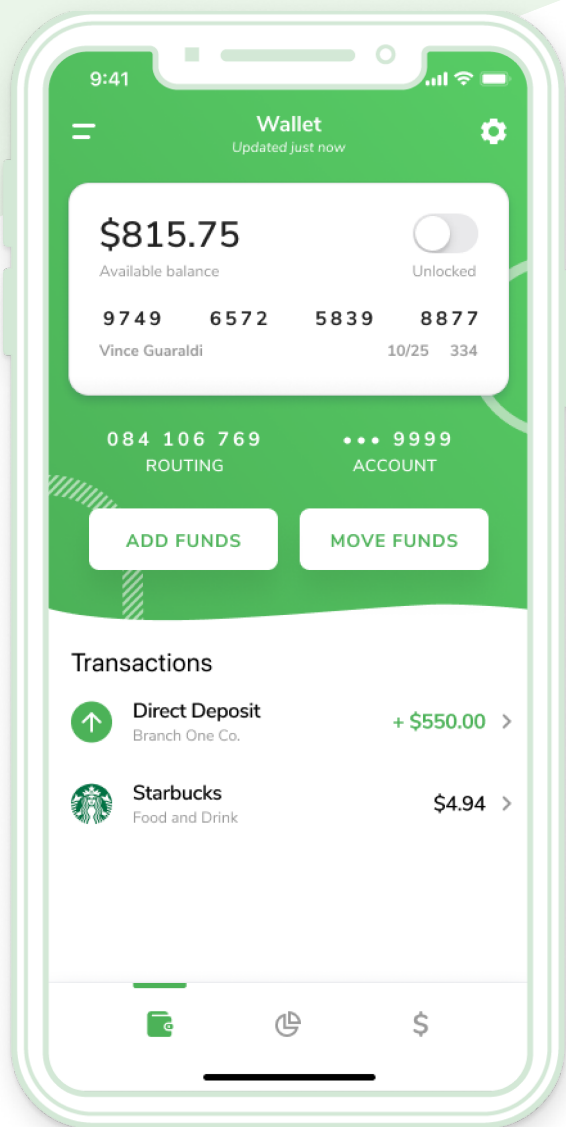 9:41
Wallet
Updated just now
$815.75
Available balance
Unlocked
9749 6572 5839 8877
Vince Guaraldi 10/25 334
084 106 769 ••• 9999
ROUTING ACCOUNT
ADD FUNDS MOVE FUNDS
Transactions
Direct Deposit
+ $550.00
Branch One Co.
Starbucks
$4.94
Food and Drink
$